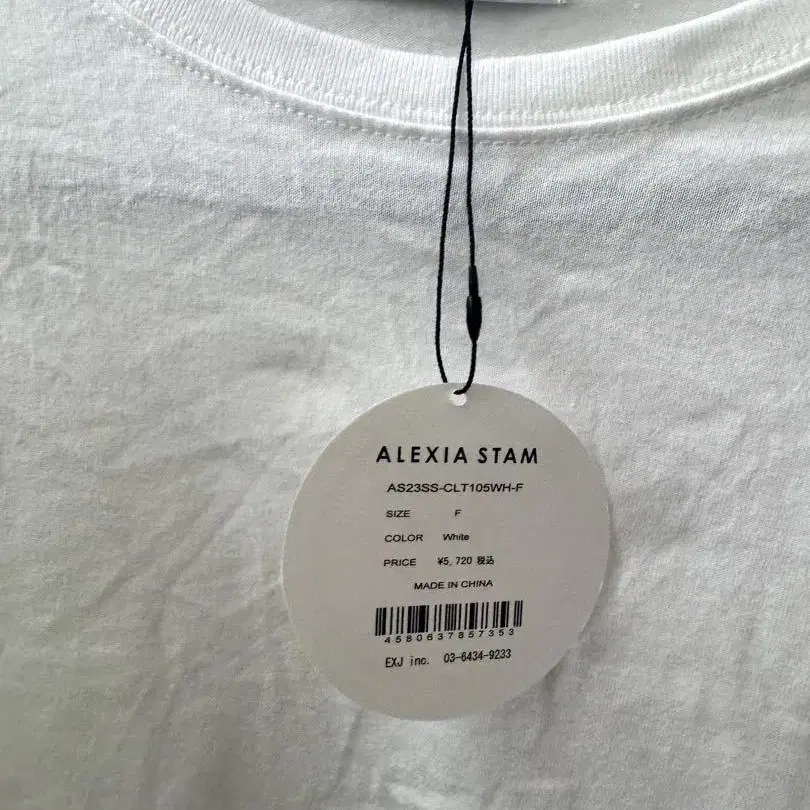 ALEXIA STAM
AS23SS-CLT105WH-F
SIZE F
COLOR White
PRICE ¥5,720 税込
MADE IN CHINA
4580637857353
EXJ inc. 03-6434-9233